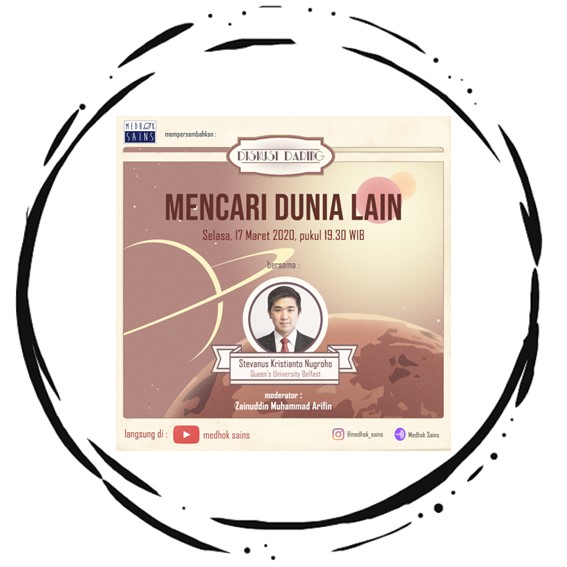 MEDHOK
SAINS
mempersembahkan :
DISKUSI DARING
MENCARI DUNIA LAIN
Selasa, 17 Maret 2020, pukul 19.30 WIB
bersama :
Stevanus Kristianto Nugroho
Queen's University Belfast
moderator :
Zainuddin Muhammad Arifin
langsung di : medhok sains
@medhok_sains
Medhok Sains